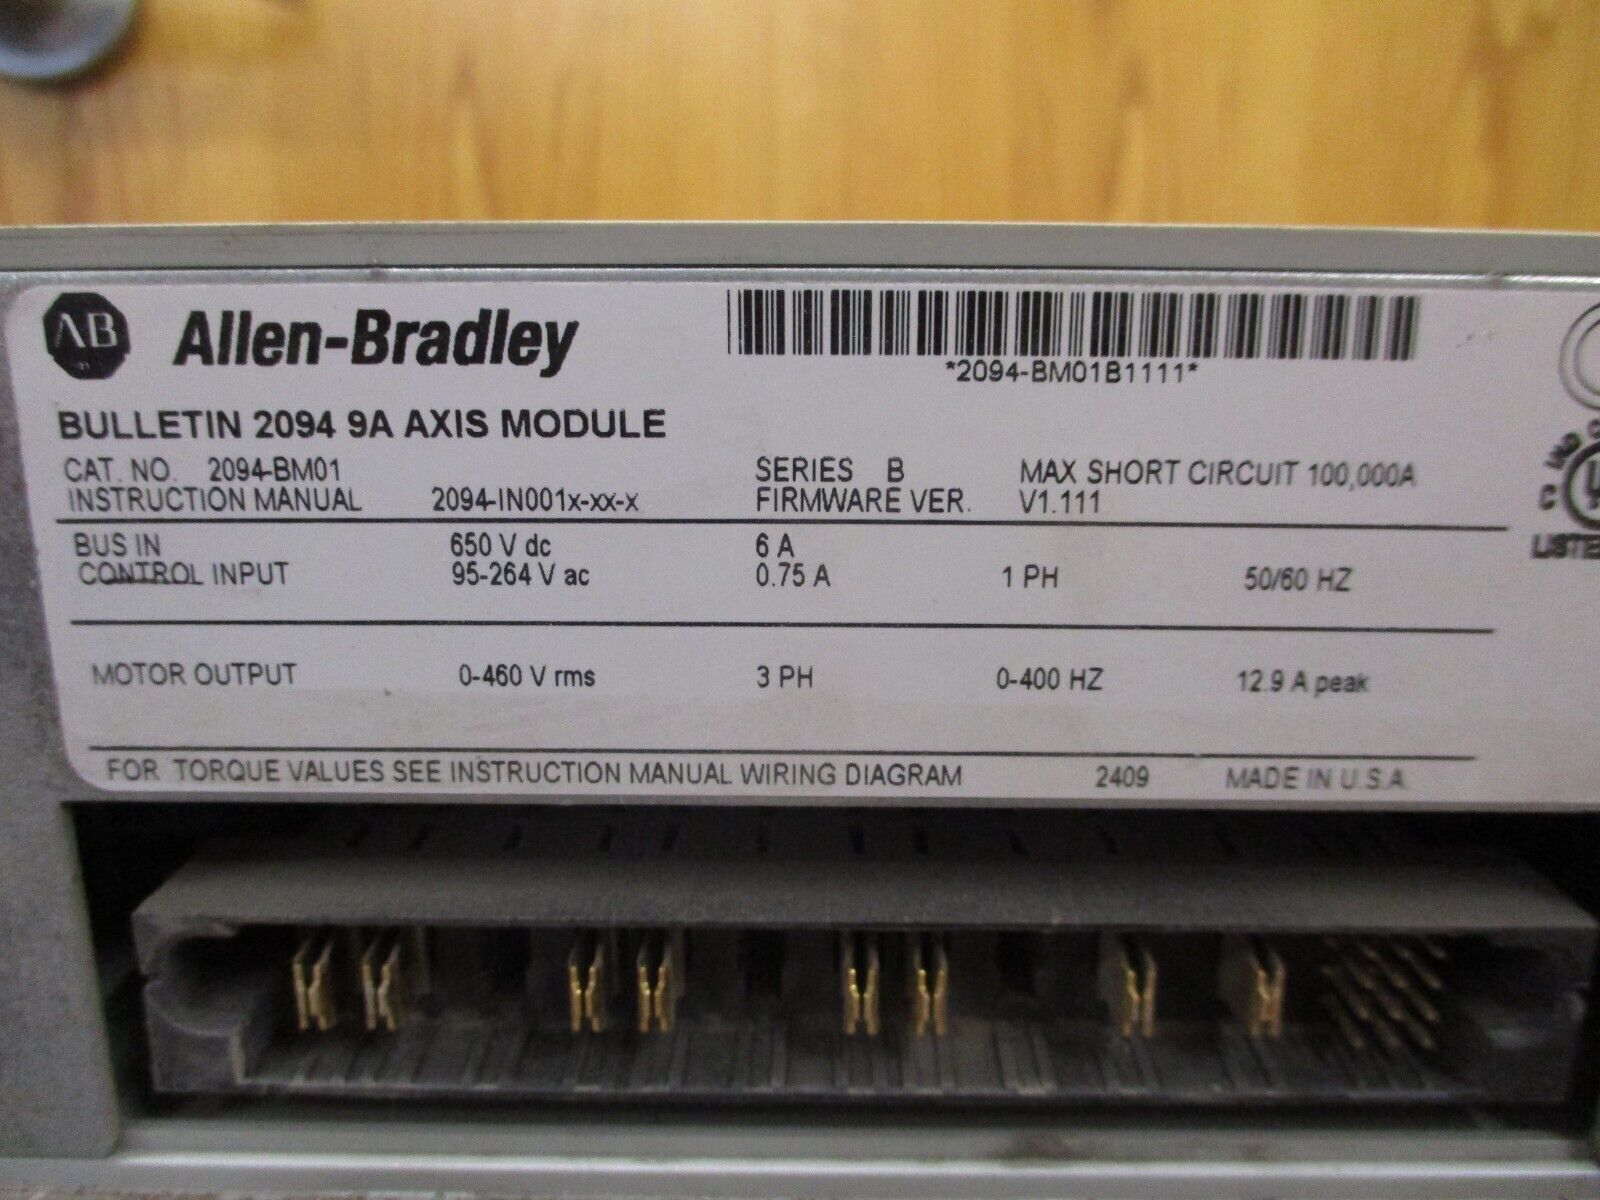 AB Allen-Bradley
*2094-BM01B1111*
BULLETIN 2094 9A AXIS MODULE
CAT. NO. 2094-BM01 SERIES B MAX SHORT CIRCUIT 100,000A
INSTRUCTION MANUAL 2094-IN001x-xx-x FIRMWARE VER. V1.111
BUS IN 650 V dc 6 A
CONTROL INPUT 95-264 V ac 0.75 A 1 PH 50/60 HZ
C
MOTOR OUTPUT 0-460 V rms 3 PH 0-400 HZ 12.9 A peak
FOR TORQUE VALUES SEE INSTRUCTION MANUAL WIRING DIAGRAM 2409 MADE IN U.S.A.